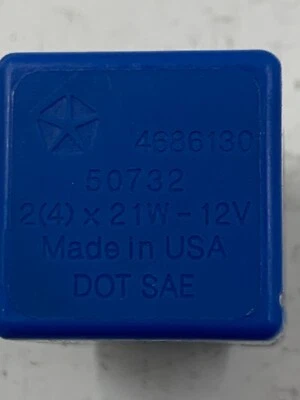 4686130
50732
2(4) x 21W - 12V
Made in USA
DOT SAE